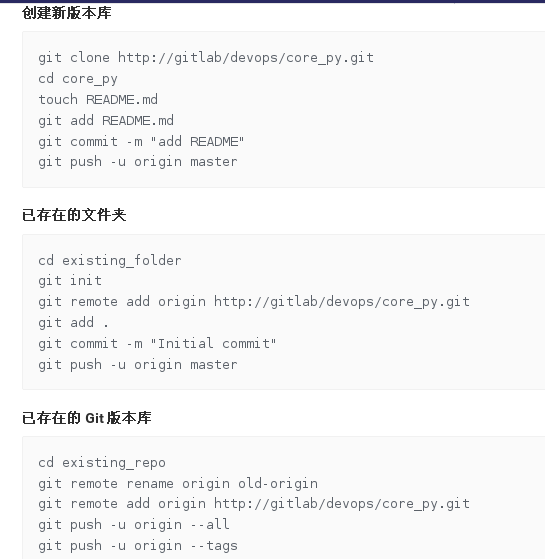 创建新版本库
git clone http://gitlab/devops/core_py.git
cd core_py
touch README.md
git add README.md
git commit -m "add README"
git push -u origin master
已存在的文件夹
cd existing_folder
git init
git remote add origin http://gitlab/devops/core_py.git
git add .
git commit -m "Initial commit"
git push -u origin master
已存在的 Git 版本库
cd existing_repo
git remote rename origin old-origin
git remote add origin http://gitlab/devops/core_py.git
git push -u origin --all
git push -u origin --tags